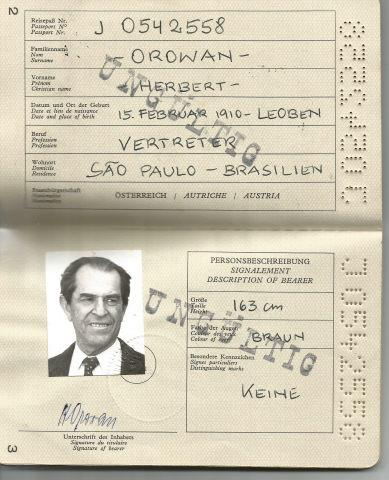 2
Reisepaß Nr.
Passeport Nº
Passport Nr.
J 0542558
Familienname
Nom
Surname
-OROWAN-
Vorname
Prénom
Christian name
-HERBERT-
Datum und Ort der Geburt
Date et lieu de naissance
Date and place of birth
15. FEBRUAR 1910- LEOBEN
Beruf
Profession
Profession
VERTRETER
Wohnort
Domicile
Residence
SÃO PAULO - BRASILIEN
Staatsbürgerschaft
ÖSTERREICH / AUTRICHE / AUSTRIA
UNGÜLTIG
J 0542558
PERSONSBESCHREIBUNG
SIGNALEMENT
DESCRIPTION OF BEARER
Größe
Taille
Height
163 cm
Farbe der Augen
Couleur des yeux
Colour of eyes
BRAUN
Besondere Kennzeichen
Signes particuliers
Distinguishing marks
KEINE
UNGÜLTIG
J 0542558
Unterschrift des Inhabers
Signature du titulaire
Signature of bearer
3